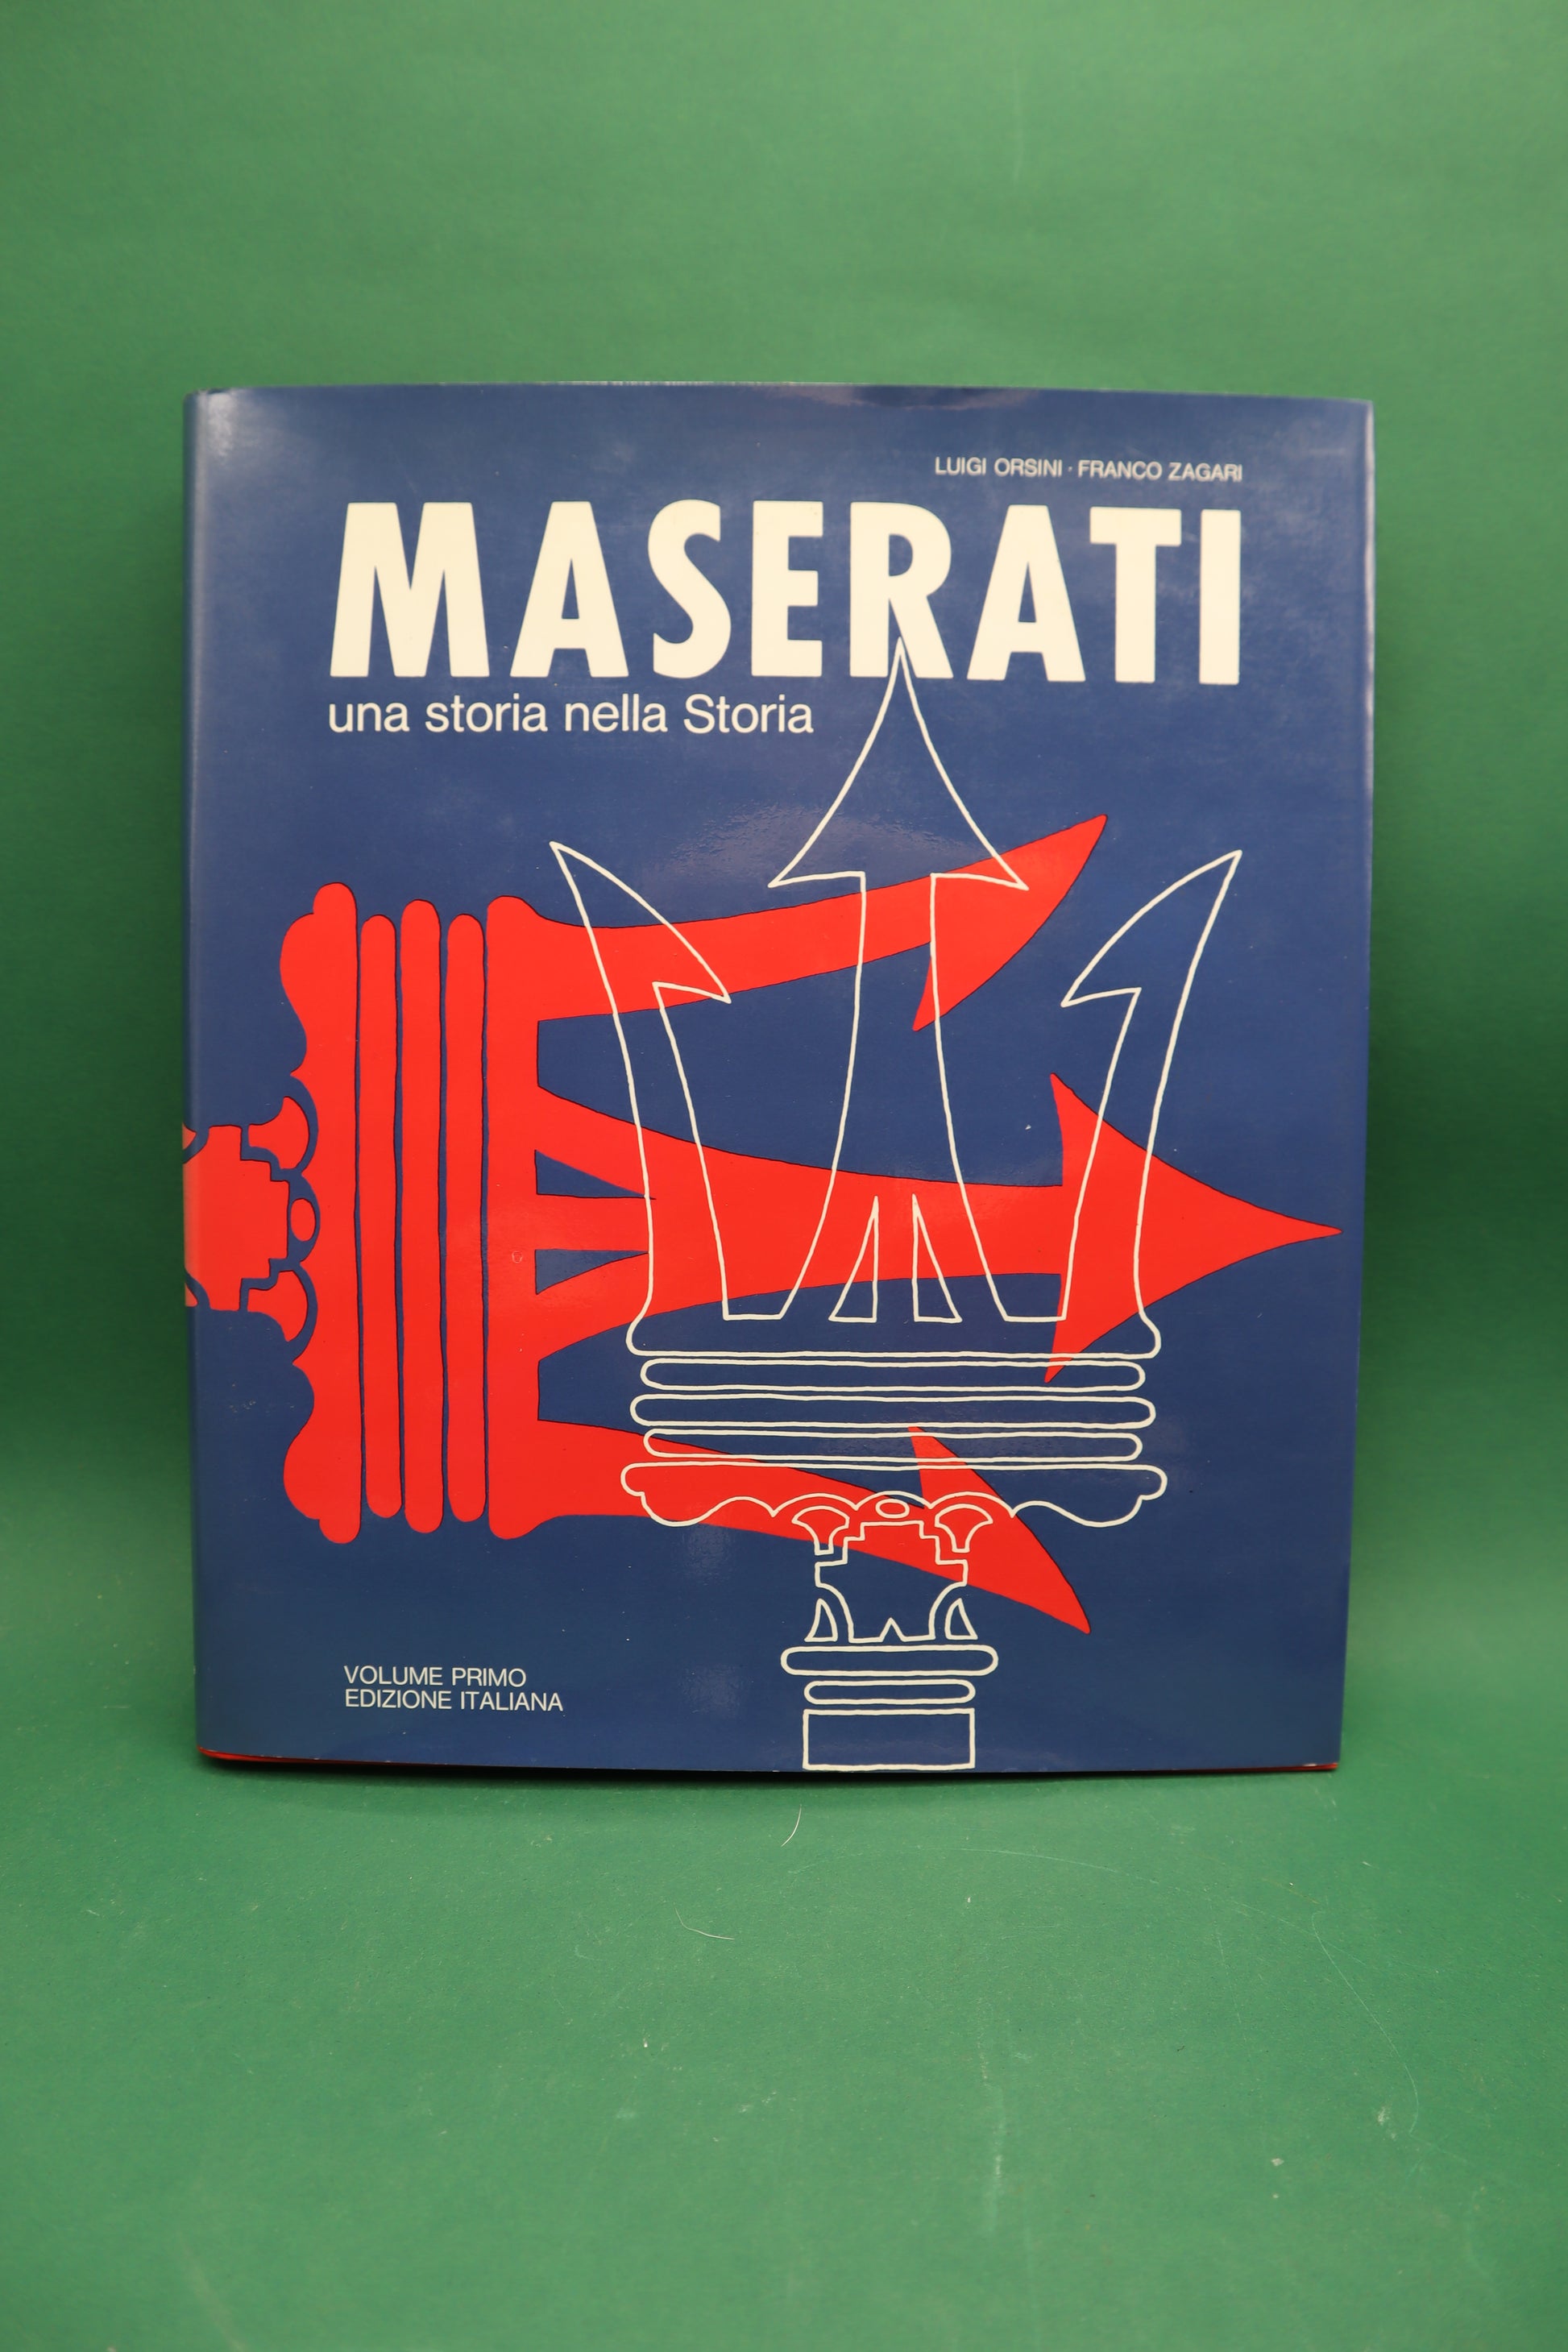 LUIGI ORSINI · FRANCO ZAGARI
MASERATI
una storia nella Storia
VOLUME PRIMO
EDIZIONE ITALIANA